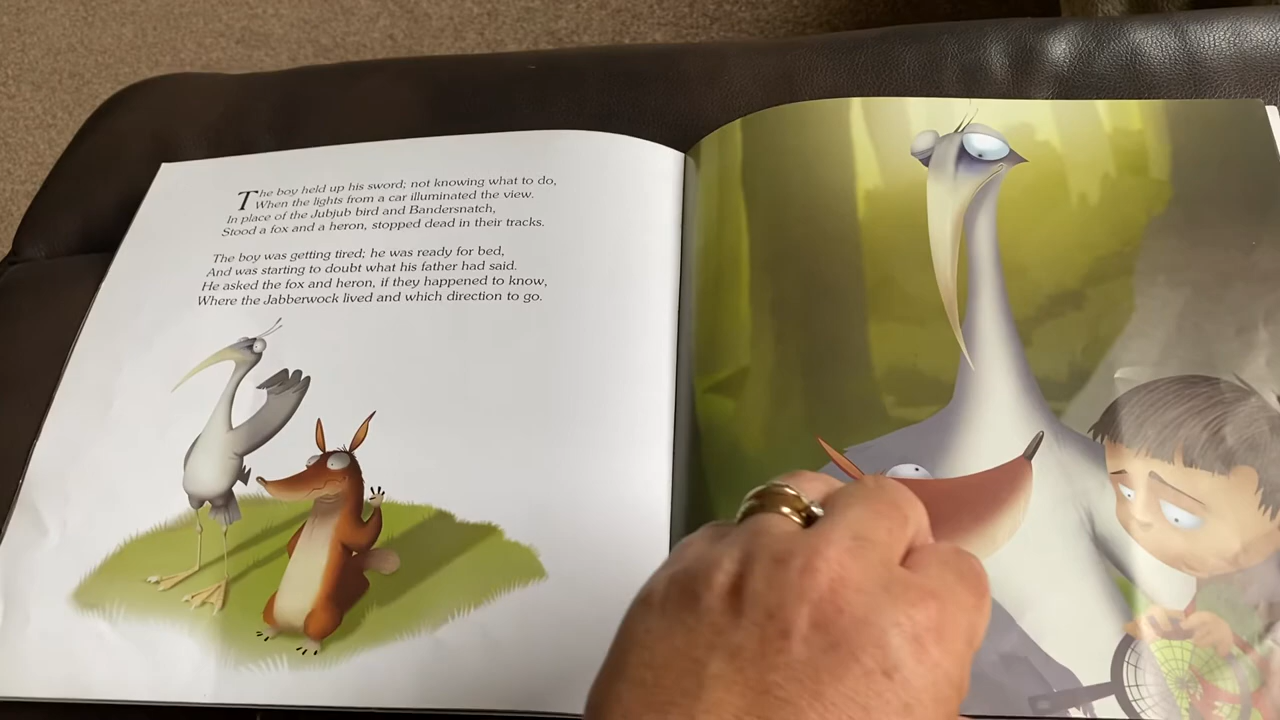 The boy held up his sword; not knowing what to do,
When the lights from a car illuminated the view.
In place of the Jubjub bird and Bandersnatch,
Stood a fox and a heron, stopped dead in their tracks.
The boy was getting tired; he was ready for bed,
And was starting to doubt what his father had said.
He asked the fox and heron, if they happened to know,
Where the Jabberwock lived and which direction to go.